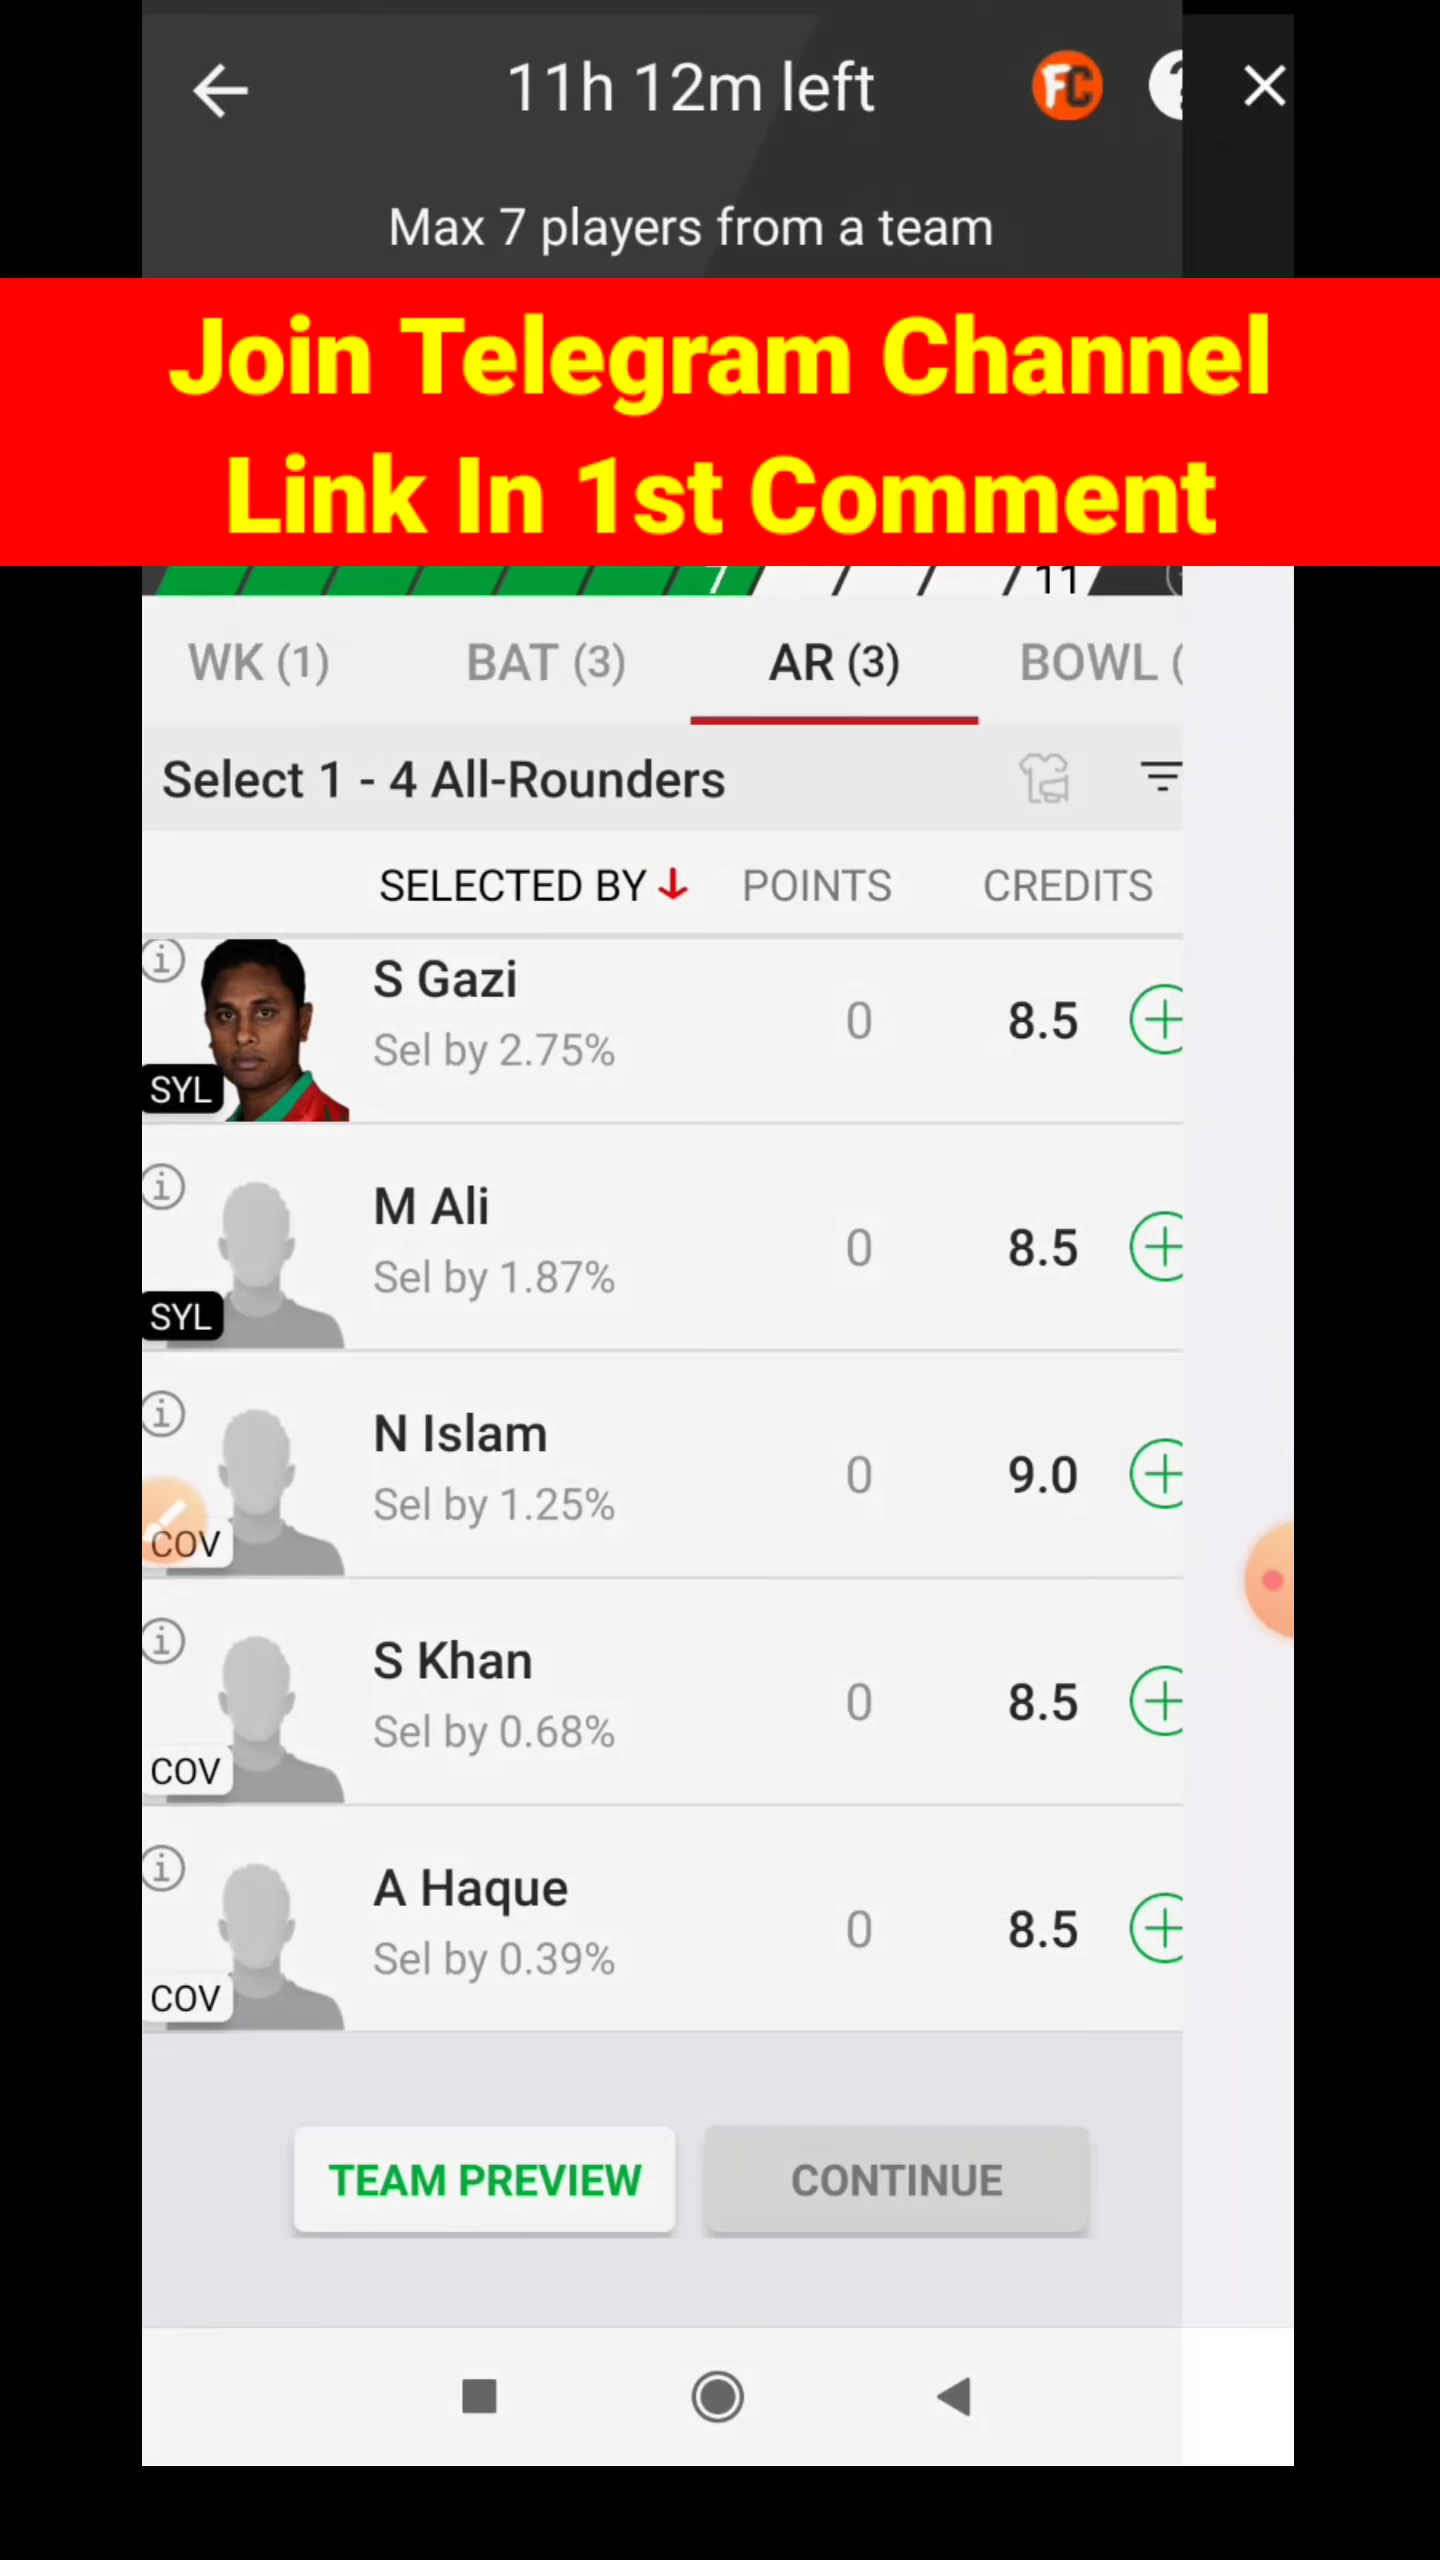 11h 12m left
FC
?
Max 7 players from a team
Join Telegram Channel
Link In 1st Comment
7
11
WK (1)
BAT (3)
AR (3)
BOWL (
Select 1 - 4 All-Rounders
SELECTED BY
POINTS
CREDITS
S Gazi
Sel by 2.75%
0
8.5
SYL
M Ali
Sel by 1.87%
0
8.5
SYL
N Islam
Sel by 1.25%
0
9.0
COV
S Khan
Sel by 0.68%
0
8.5
COV
A Haque
Sel by 0.39%
0
8.5
COV
TEAM PREVIEW
CONTINUE